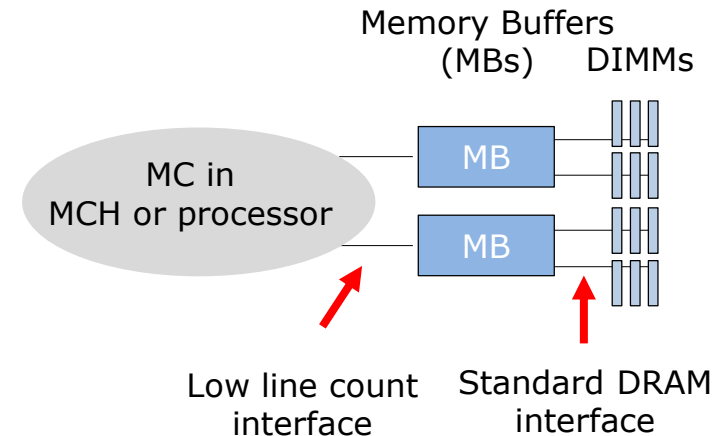 Memory Buffers
(MBs)
DIMMs
MC in
MCH or processor
MB
MB
Low line count
interface
Standard DRAM
interface